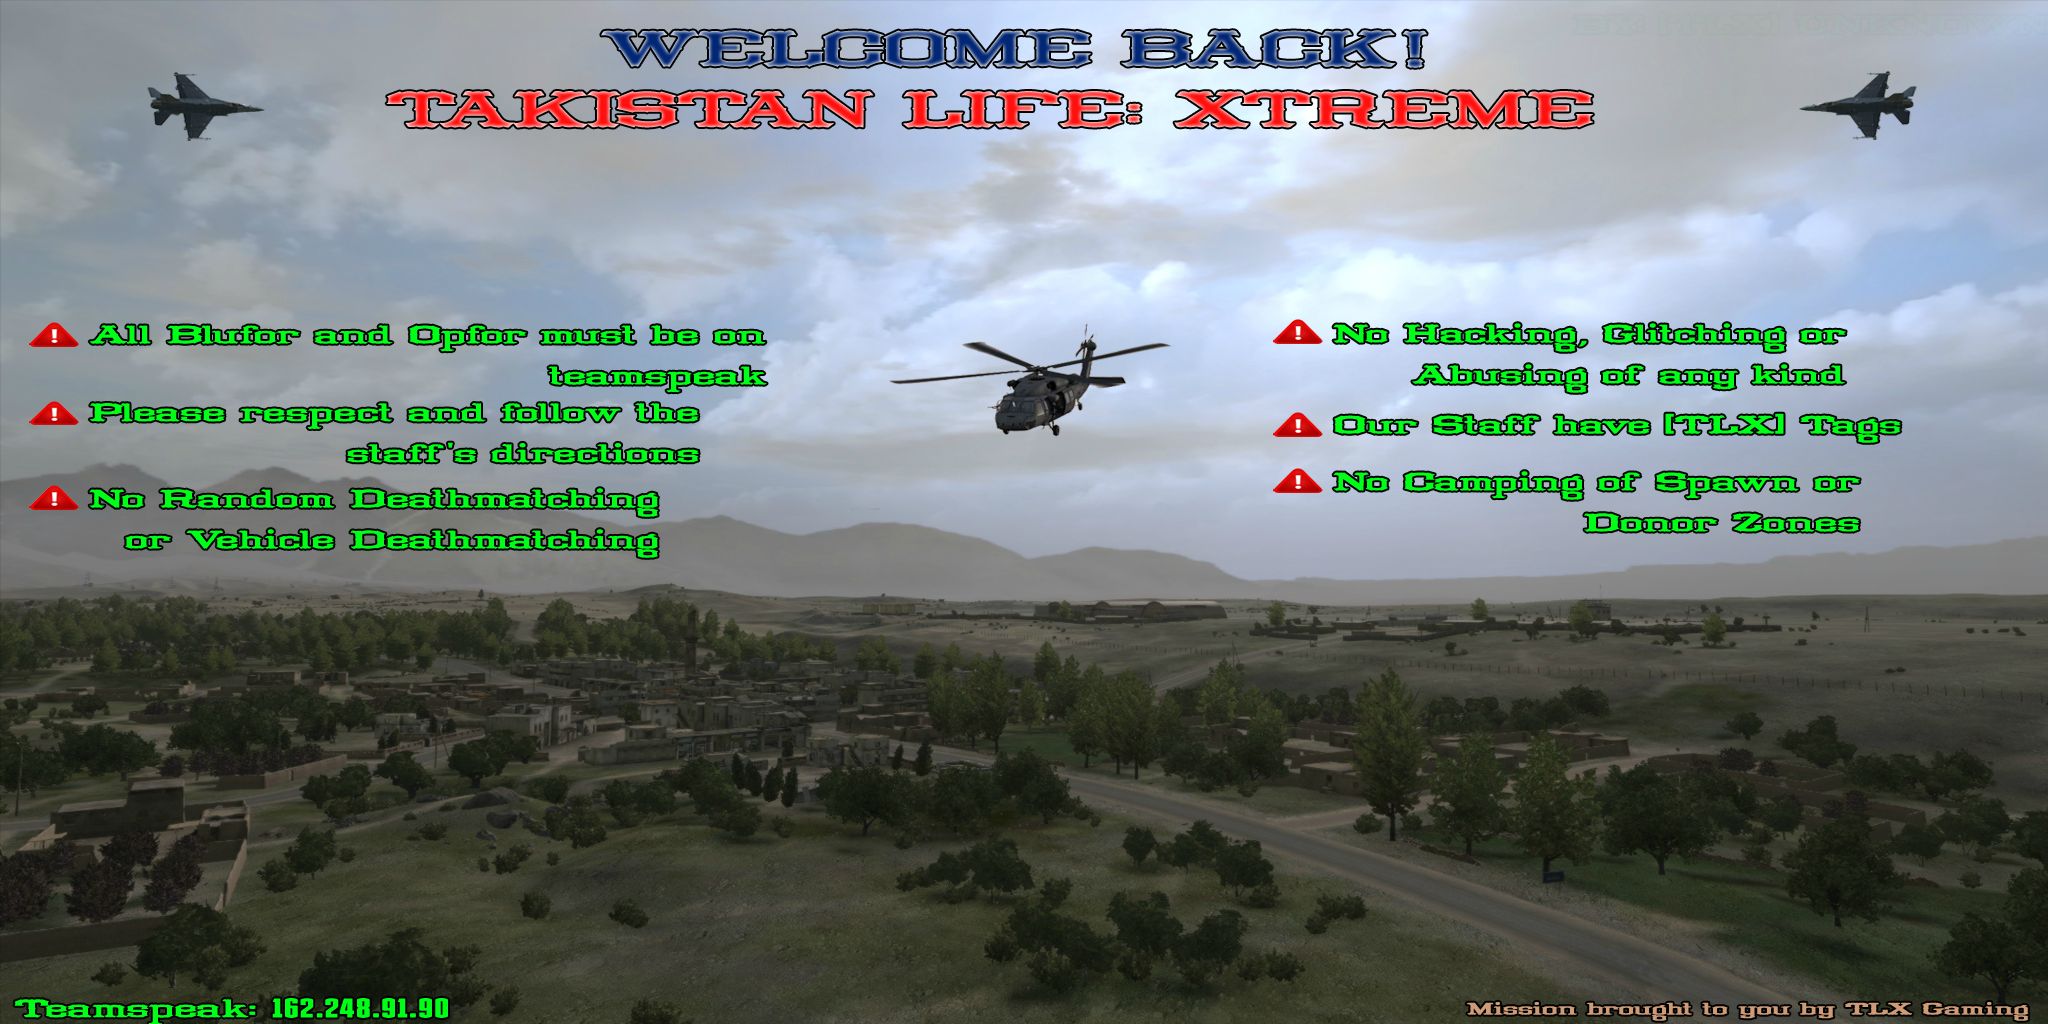 BY: [TLX] UNKNOWN
WELCOME BACK!
TAKISTAN LIFE: XTREME
All Blufor and Opfor must be on
teamspeak
Please respect and follow the
staff's directions
No Random Deathmatching
or Vehicle Deathmatching
No Hacking, Glitching or
Abusing of any kind
Our Staff have [TLX] Tags
No Camping of Spawn or
Donor Zones
Teamspeak: 162.248.91.90
Mission brought to you by TLX Gaming